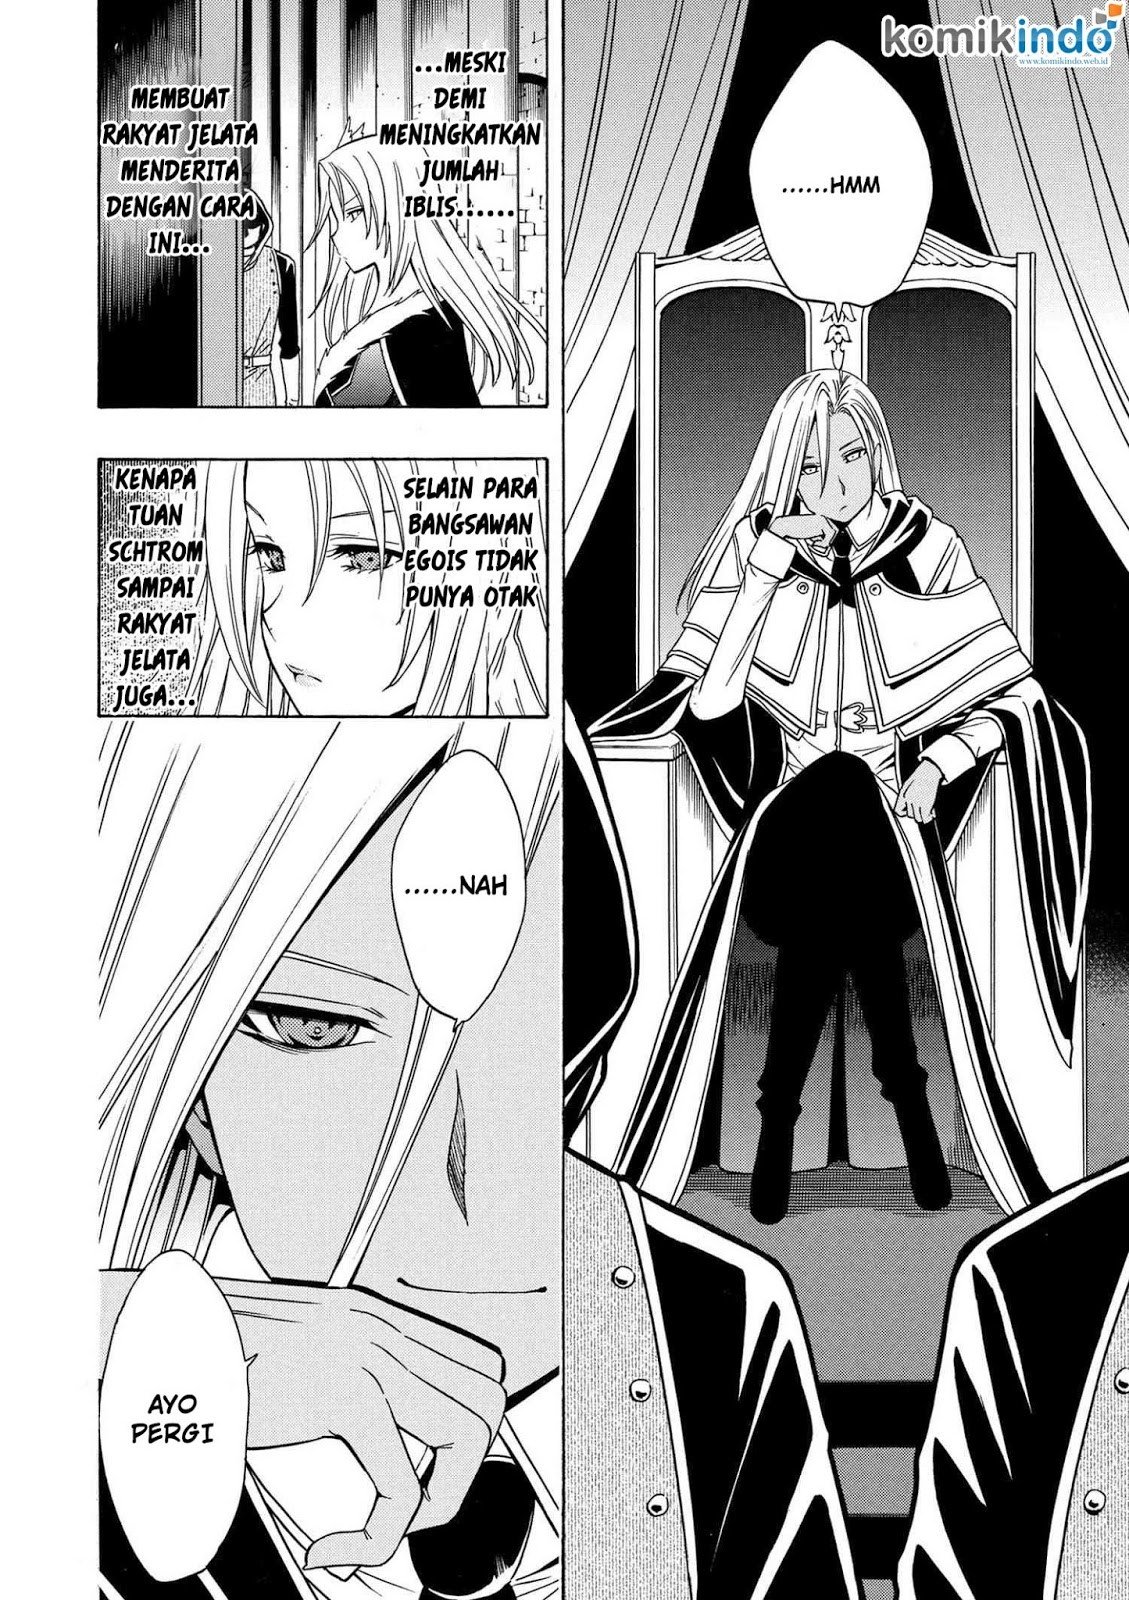 komikindo
www.komikindo.web.id
......HMM
...MESKI
DEMI
MENINGKATKAN
JUMLAH
IBLIS......
MEMBUAT
RAKYAT JELATA
MENDERITA
DENGAN CARA
INI...
SELAIN PARA
BANGSAWAN
EGOIS TIDAK
PUNYA OTAK
KENAPA
TUAN
SCHTROM
SAMPAI
RAKYAT
JELATA
JUGA...
......NAH
AYO
PERGI